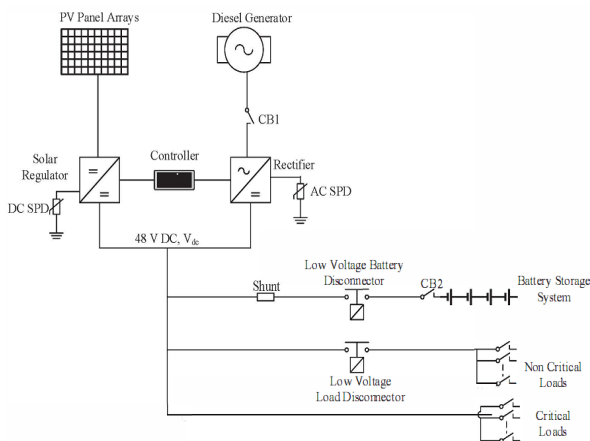 PV Panel Arrays
Diesel Generator
CB1
Solar
Regulator
Controller
Rectifier
DC SPD
AC SPD
48 V DC, Vdc
Low Voltage Battery
Disconnector
Shunt
CB2
Battery Storage
System
Low Voltage
Load Disconnector
Non Critical
Loads
Critical
Loads